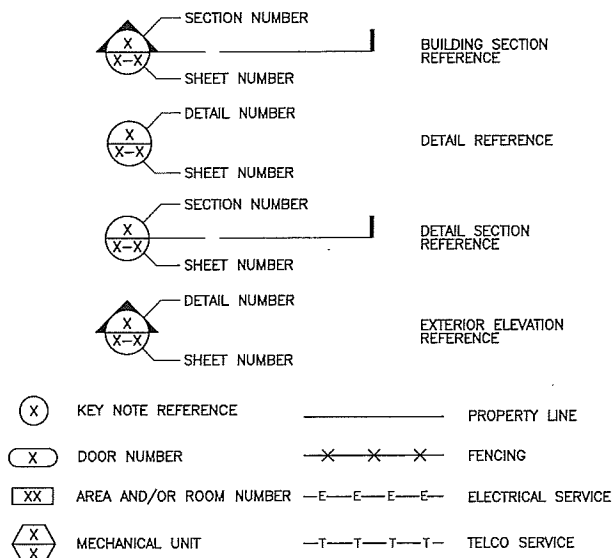 SECTION NUMBER
X
X-X
SHEET NUMBER
BUILDING SECTION
REFERENCE
DETAIL NUMBER
X
X-X
SHEET NUMBER
DETAIL REFERENCE
SECTION NUMBER
X
X-X
SHEET NUMBER
DETAIL SECTION
REFERENCE
DETAIL NUMBER
X
X-X
SHEET NUMBER
EXTERIOR ELEVATION
REFERENCE
X KEY NOTE REFERENCE
PROPERTY LINE
X DOOR NUMBER
X X X FENCING
XX AREA AND/OR ROOM NUMBER
E E E E ELECTRICAL SERVICE
X
X
MECHANICAL UNIT
T T T T TELCO SERVICE